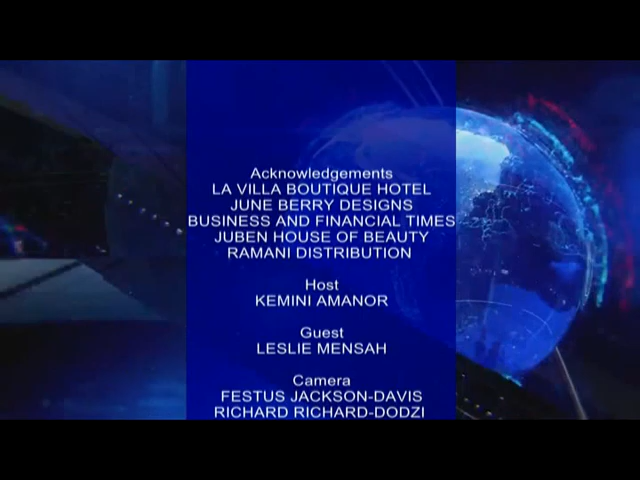 Acknowledgements
LA VILLA BOUTIQUE HOTEL
JUNE BERRY DESIGNS
BUSINESS AND FINANCIAL TIMES
JUBEN HOUSE OF BEAUTY
RAMANI DISTRIBUTION
Host
KEMINI AMANOR
Guest
LESLIE MENSAH
Camera
FESTUS JACKSON-DAVIS
RICHARD RICHARD-DODZI